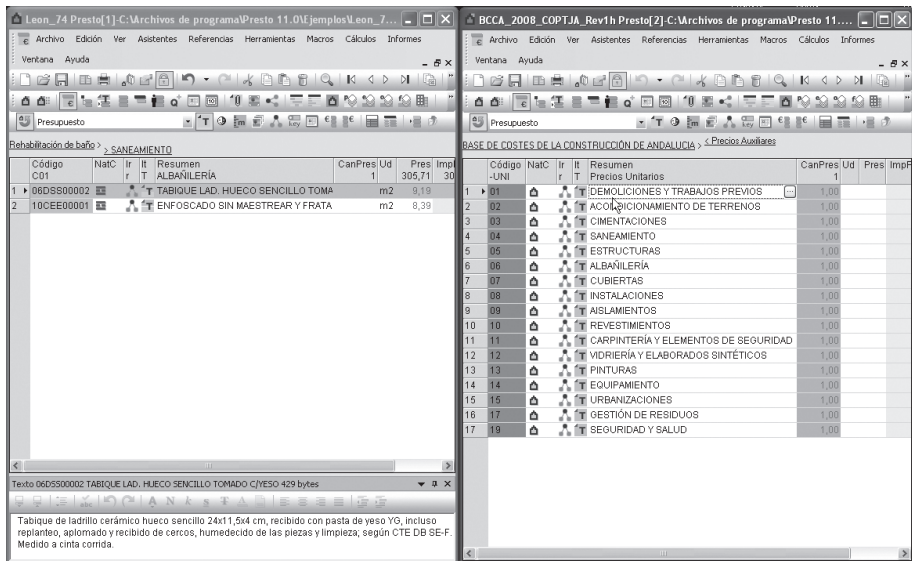 Leon_74 Presto[1]-C:\Archivos de programa\Presto 11.0\Ejemplos\Leon_7...
Archivo Edición Ver Asistentes Referencias Herramientas Macros Cálculos Informes
Ventana Ayuda
Presupuesto
Rehabilitación de baño > > SANEAMIENTO
Código NatC Ir It Resumen CanPres Ud Pres Impf
C01 r T ALBAÑILERÍA 1 305,71 30
1 06DSS00002 T TABIQUE LAD. HUECO SENCILLO TOMA m2 9,19
2 10CEE00001 T ENFOSCADO SIN MAESTREAR Y FRATA m2 8,39
Texto 06DSS00002 TABIQUE LAD. HUECO SENCILLO TOMADO C/YESO 429 bytes
A N k s T A
Tabique de ladrillo cerámico hueco sencillo 24x11,5x4 cm, recibido con pasta de yeso YG, incluso
replanteo, aplomado y recibido de cercos, humedecido de las piezas y limpieza; según CTE DB SE-F.
Medido a cinta corrida.
BCCA_2008_COPTJA_Rev1h Presto[2]-C:\Archivos de programa\Presto 11....
Archivo Edición Ver Asistentes Referencias Herramientas Macros Cálculos Informes
Ventana Ayuda
Presupuesto
BASE DE COSTES DE LA CONSTRUCCIÓN DE ANDALUCIA > < Precios Auxiliares
Código NatC Ir It Resumen CanPres Ud Pres ImpP
-UNI r T Precios Unitarios 1
1 01 T DEMOLICIONES Y TRABAJOS PREVIOS ... 1,00
2 02 T ACONDICIONAMIENTO DE TERRENOS 1,00
3 03 T CIMENTACIONES 1,00
4 04 T SANEAMIENTO 1,00
5 05 T ESTRUCTURAS 1,00
6 06 T ALBAÑILERÍA 1,00
7 07 T CUBIERTAS 1,00
8 08 T INSTALACIONES 1,00
9 09 T AISLAMIENTOS 1,00
10 10 T REVESTIMIENTOS 1,00
11 11 T CARPINTERÍA Y ELEMENTOS DE SEGURIDAD 1,00
12 12 T VIDRIERÍA Y ELABORADOS SINTÉTICOS 1,00
13 13 T PINTURAS 1,00
14 14 T EQUIPAMIENTO 1,00
15 15 T URBANIZACIONES 1,00
16 17 T GESTIÓN DE RESIDUOS 1,00
17 19 T SEGURIDAD Y SALUD 1,00